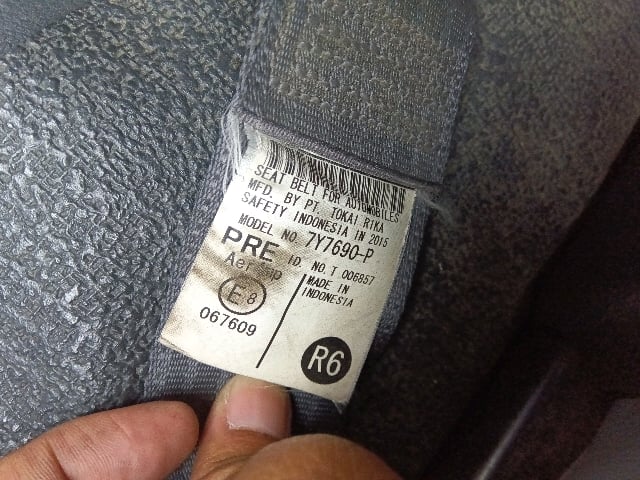 SEAT BELT FOR AUTOMOBILES
MFD. BY PT. TOKAI RIKA
SAFETY INDONESIA IN 2015
MODEL NO. 7Y7690-P
PRE ID. NO. T 006857
MADE IN
INDONESIA
E8
067609
R6